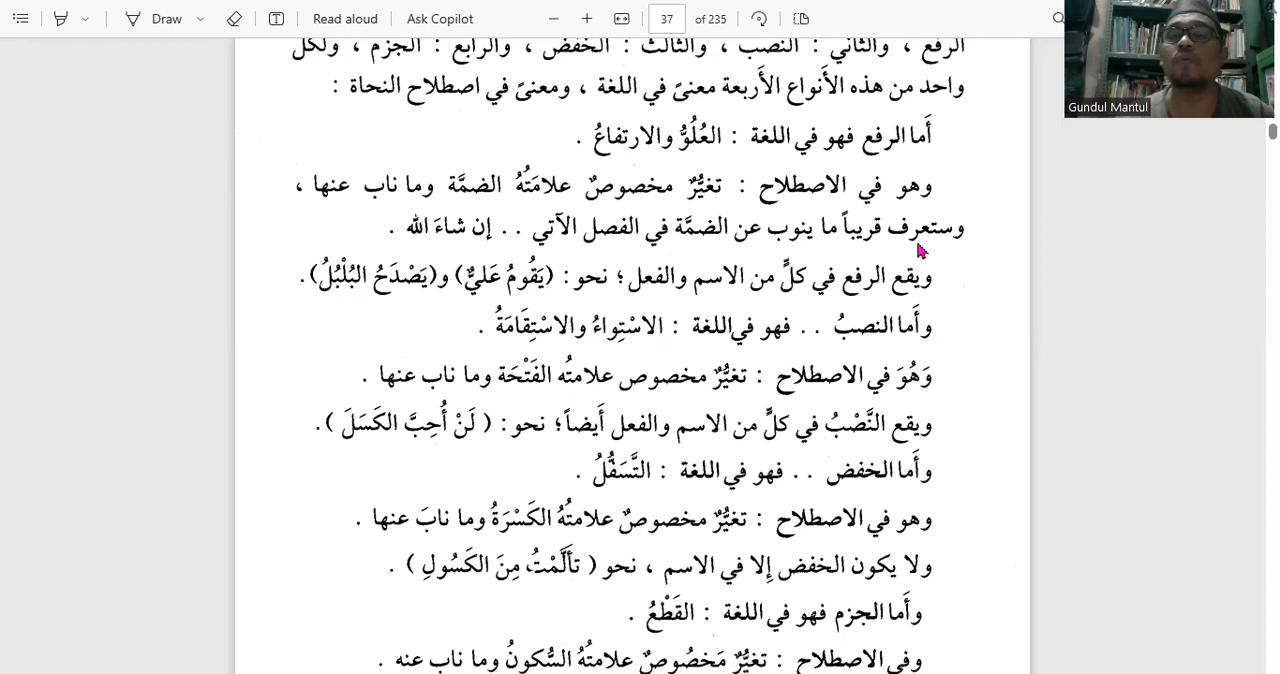 Draw
Read aloud
Ask Copilot
37
of 235
Gundul Mantul
الرفع ، والثاني : النصب ، والثالث : الخفض ، والرابع : الجزم ، ولكل
واحد من هذه الأَنواع الأَربعة معنىً في اللغة ، ومعنىً في اصطلاح النحاة :
أَما الرفع فهو في اللغة : العُلُوُّ والارتفاعُ .
وهو في الاصطلاح : تغيُّرٌ مخصوصٌ علامَتُهُ الضمَّة وما ناب عنها ،
وستعرف قريباً ما ينوب عن الضمَّة في الفصل الآتي . . إن شاءَ الله .
ويقع الرفع في كلٍّ من الاسم والفعل ؛ نحو : (يَقُومُ عَليٌّ) و(يَصْدَحُ البُلْبُلُ) .
وأَما النصبُ . . فهو في اللغة : الاسْتِواءُ والاسْتِقَامَةُ .
وَهُوَ في الاصطلاح : تغيُّرٌ مخصوص علامتُه الفَتْحَة وما ناب عنها .
ويقع النَّصْبُ في كلٍّ من الاسم والفعل أَيضاً ؛ نحو : ( لَنْ أُحِبَّ الكَسَلَ ) .
وأَما الخفض . . فهو في اللغة : التَّسَفُّلُ .
وهو في الاصطلاح : تغيُّرٌ مخصوصٌ علامتُهُ الكَسْرَةُ وما نابَ عنها .
ولا يكون الخفض إِلا في الاسم ، نحو ( تأَلَّمْتُ مِنَ الكَسُولِ ) .
وأَما الجزم فهو في اللغة : القَطْعُ .
وفي الاصطلاح : تغيُّرٌ مَخصُوصٌ علامتُهُ السُّكونُ وما ناب عنه .